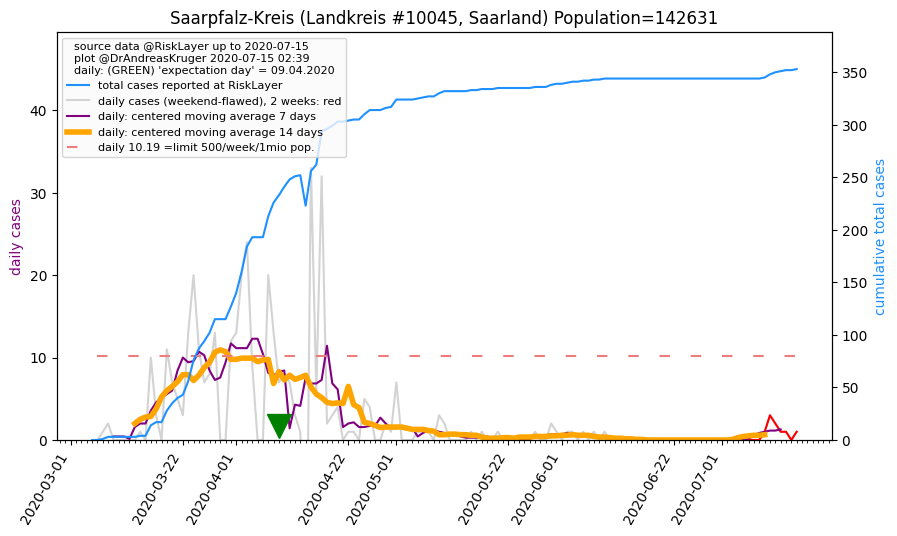 Saarpfalz-Kreis (Landkreis #10045, Saarland) Population=142631
source data @RiskLayer up to 2020-07-15
plot @DrAndreasKruger 2020-07-15 02:39
daily: (GREEN) 'expectation day' = 09.04.2020
total cases reported at RiskLayer
daily cases (weekend-flawed), 2 weeks: red
daily: centered moving average 7 days
daily: centered moving average 14 days
daily 10.19 =limit 500/week/1mio pop.
daily cases
0
10
20
30
40
cumulative total cases
0
50
100
150
200
250
300
350
2020-03-01
2020-03-22
2020-04-01
2020-04-22
2020-05-01
2020-05-22
2020-06-01
2020-06-22
2020-07-01